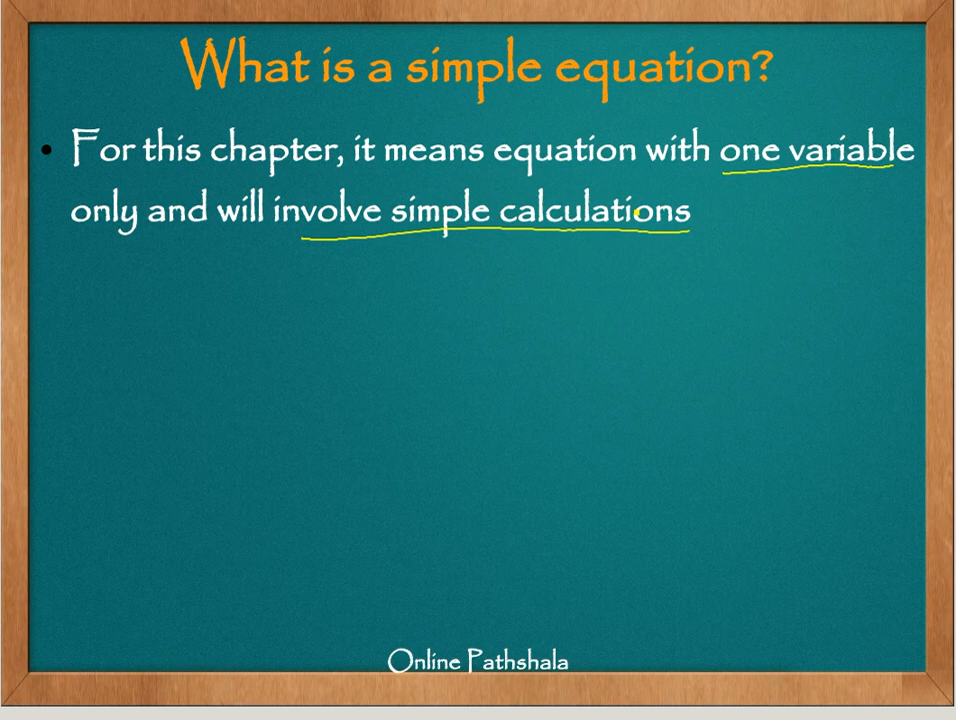 What is a simple equation?
• For this chapter, it means equation with one variable
only and will involve simple calculations
Online Pathshala